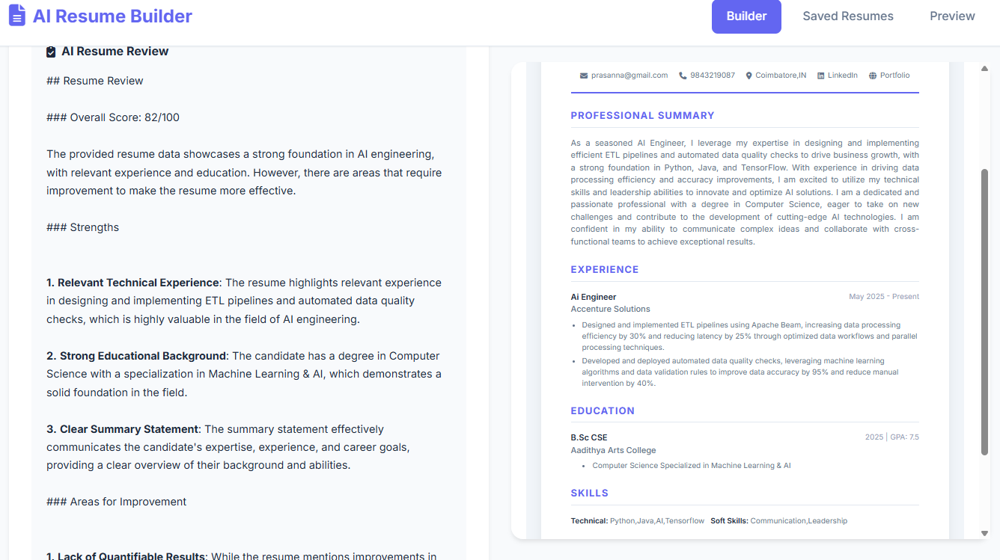 AI Resume Builder
Builder
Saved Resumes
Preview
AI Resume Review
## Resume Review
### Overall Score: 82/100
The provided resume data showcases a strong foundation in AI engineering,
with relevant experience and education. However, there are areas that require
improvement to make the resume more effective.
### Strengths
1. Relevant Technical Experience: The resume highlights relevant experience
in designing and implementing ETL pipelines and automated data quality
checks, which is highly valuable in the field of AI engineering.
2. Strong Educational Background: The candidate has a degree in Computer
Science with a specialization in Machine Learning & AI, which demonstrates a
solid foundation in the field.
3. Clear Summary Statement: The summary statement effectively
communicates the candidate's expertise, experience, and career goals,
providing a clear overview of their background and abilities.
### Areas for Improvement
1. Lack of Quantifiable Results: While the resume mentions improvements in
prasanna@gmail.com 9843219087 Coimbatore,IN LinkedIn Portfolio
PROFESSIONAL SUMMARY
As a seasoned AI Engineer, I leverage my expertise in designing and implementing
efficient ETL pipelines and automated data quality checks to drive business growth, with
a strong foundation in Python, Java, and TensorFlow. With experience in driving data
processing efficiency and accuracy improvements, I am excited to utilize my technical
skills and leadership abilities to innovate and optimize AI solutions. I am a dedicated and
passionate professional with a degree in Computer Science, eager to take on new
challenges and contribute to the development of cutting-edge AI technologies. I am
confident in my ability to communicate complex ideas and collaborate with cross-
functional teams to achieve exceptional results.
EXPERIENCE
Ai Engineer May 2025 - Present
Accenture Solutions
• Designed and implemented ETL pipelines using Apache Beam, increasing data processing
efficiency by 30% and reducing latency by 25% through optimized data workflows and parallel
processing techniques.
• Developed and deployed automated data quality checks, leveraging machine learning
algorithms and data validation rules to improve data accuracy by 95% and reduce manual
intervention by 40%.
EDUCATION
B.Sc CSE 2025 | GPA: 7.5
Aadithya Arts College
• Computer Science Specialized in Machine Learning & AI
SKILLS
Technical: Python,Java,AI,Tensorflow Soft Skills: Communication,Leadership